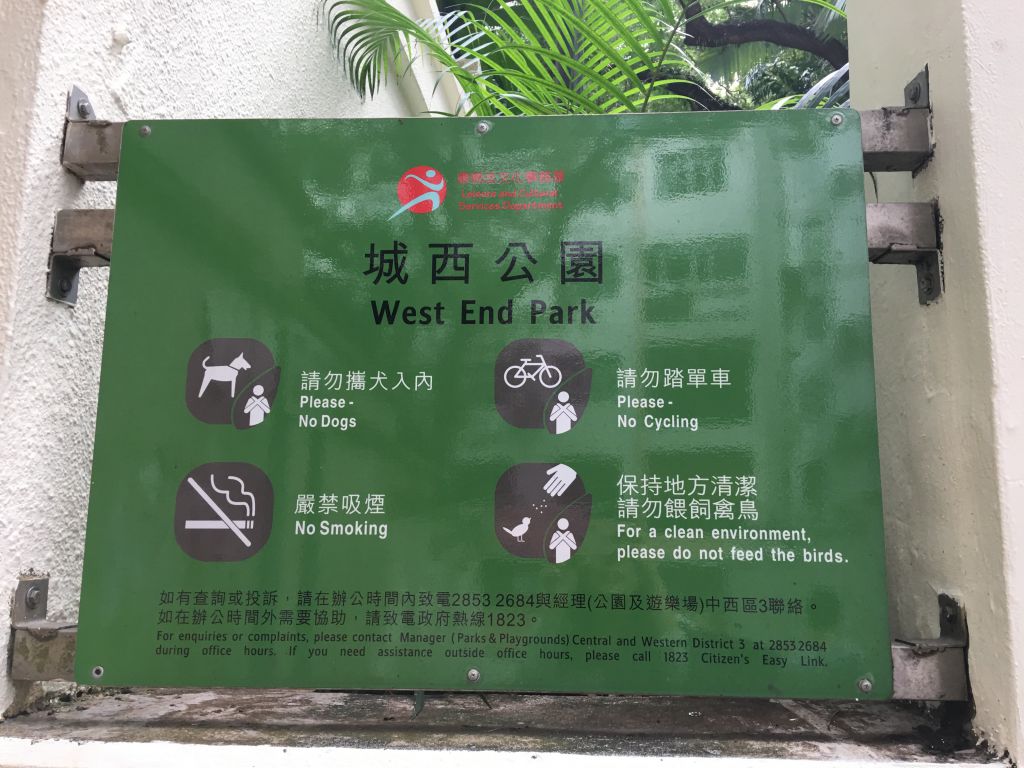 康樂及文化事務署
Leisure and Cultural
Services Department
城西公園
West End Park
請勿攜犬入內
Please -
No Dogs
請勿踏單車
Please -
No Cycling
嚴禁吸煙
No Smoking
保持地方清潔
請勿餵飼禽鳥
For a clean environment,
please do not feed the birds.
如有查詢或投訴，請在辦公時間內致電2853 2684與經理(公園及遊樂場)中西區3聯絡。
如在辦公時間外需要協助，請致電政府熱線1823。
For enquiries or complaints, please contact Manager (Parks & Playgrounds) Central and Western District 3 at 2853 2684
during office hours. If you need assistance outside office hours, please call 1823 Citizen's Easy Link.